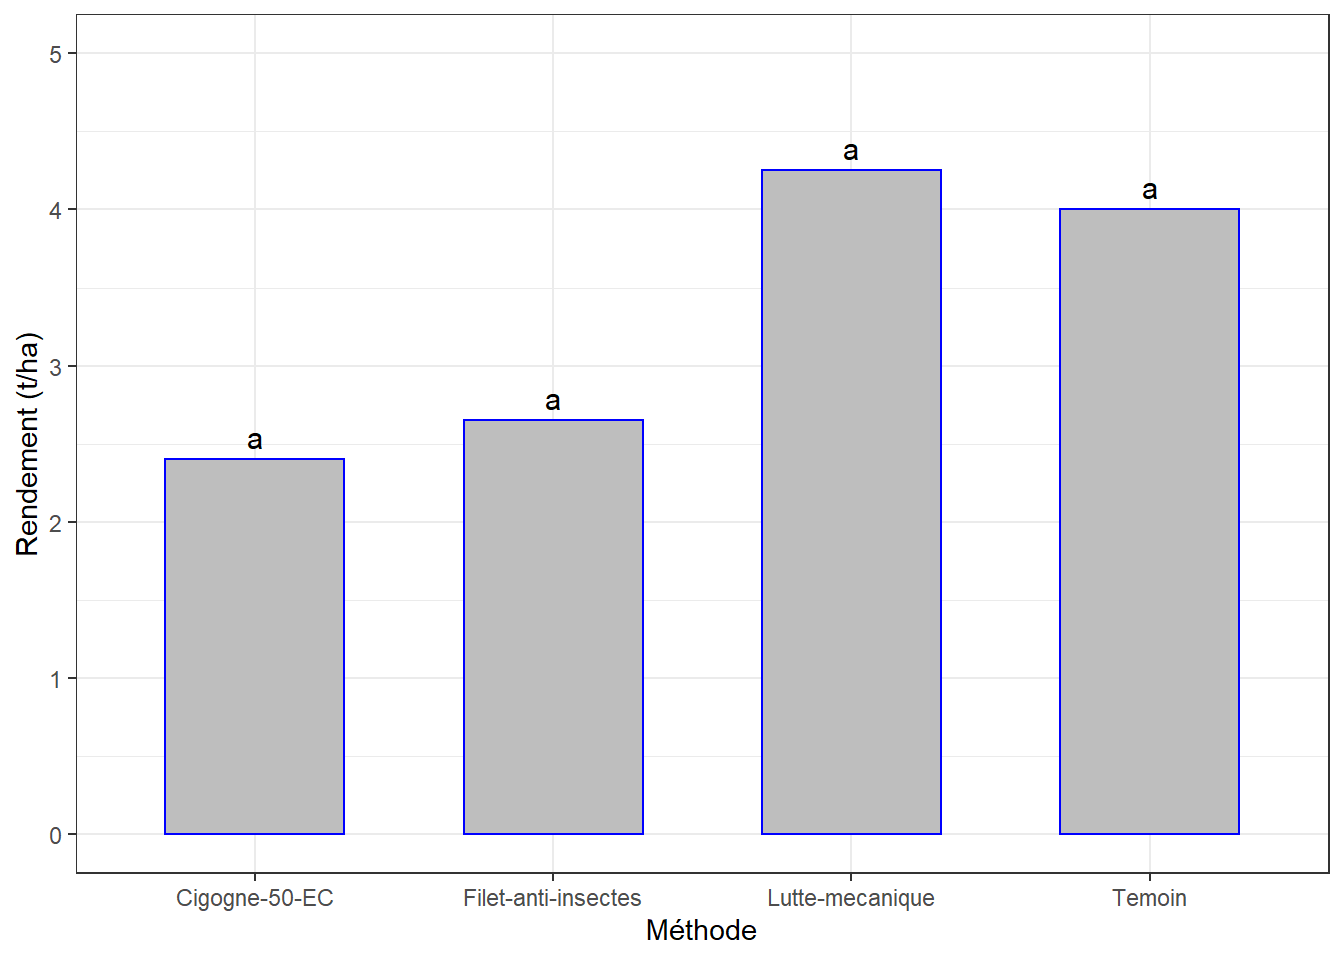 Rendement (t/ha)
5
4
3
2
1
0
a
a
a
a
Cigogne-50-EC
Filet-anti-insectes
Lutte-mecanique
Temoin
Méthode